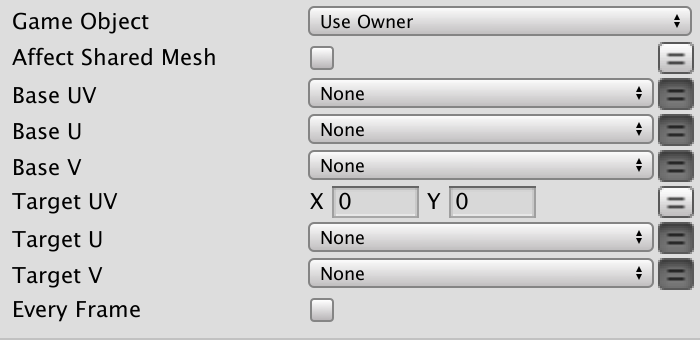 Game Object Use Owner
Affect Shared Mesh
Base UV None
Base U None
Base V None
Target UV X 0 Y 0
Target U None
Target V None
Every Frame